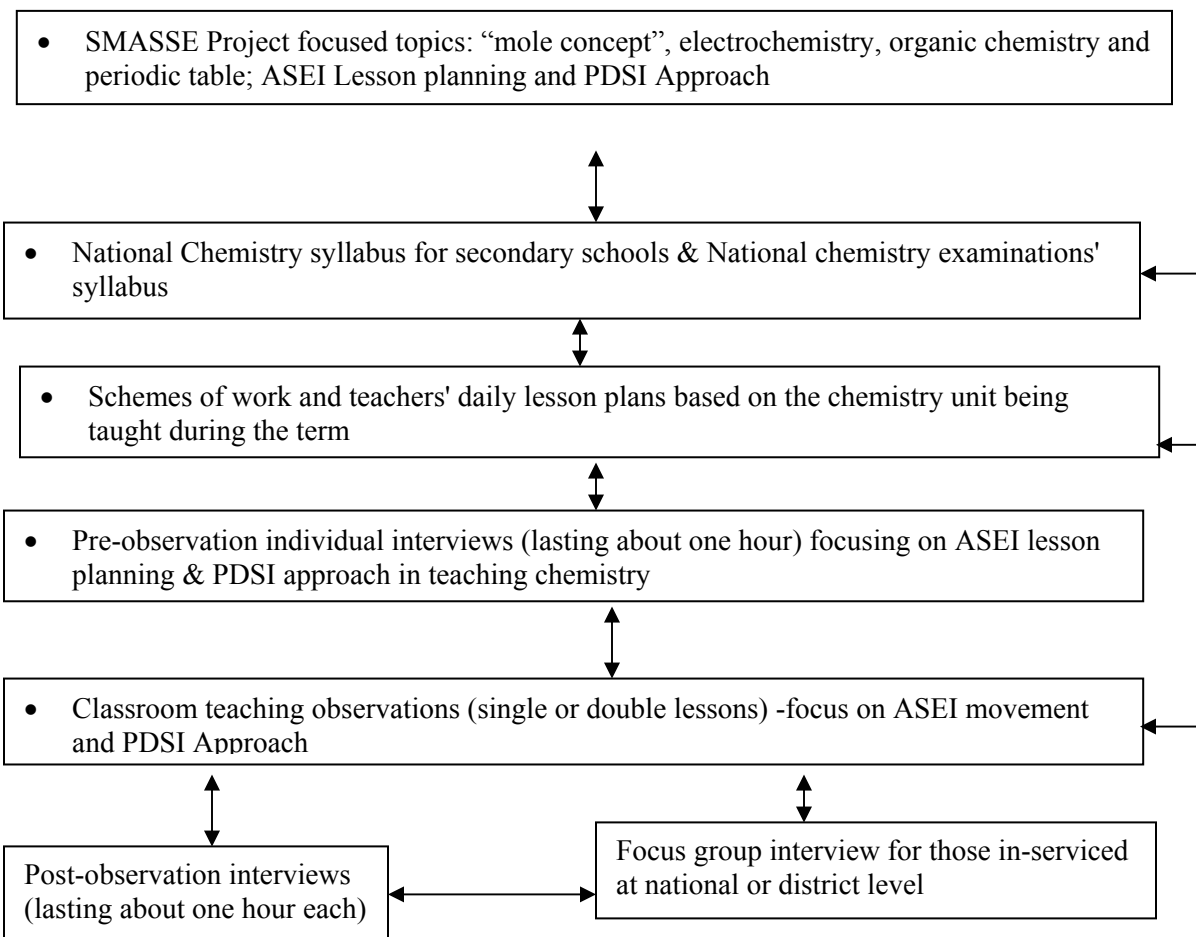 • SMASSE Project focused topics: “mole concept”, electrochemistry, organic chemistry and
periodic table; ASEI Lesson planning and PDSI Approach
• National Chemistry syllabus for secondary schools & National chemistry examinations'
syllabus
• Schemes of work and teachers' daily lesson plans based on the chemistry unit being
taught during the term
• Pre-observation individual interviews (lasting about one hour) focusing on ASEI lesson
planning & PDSI approach in teaching chemistry
• Classroom teaching observations (single or double lessons) -focus on ASEI movement
and PDSI Approach
Post-observation interviews
(lasting about one hour each)
Focus group interview for those in-serviced
at national or district level